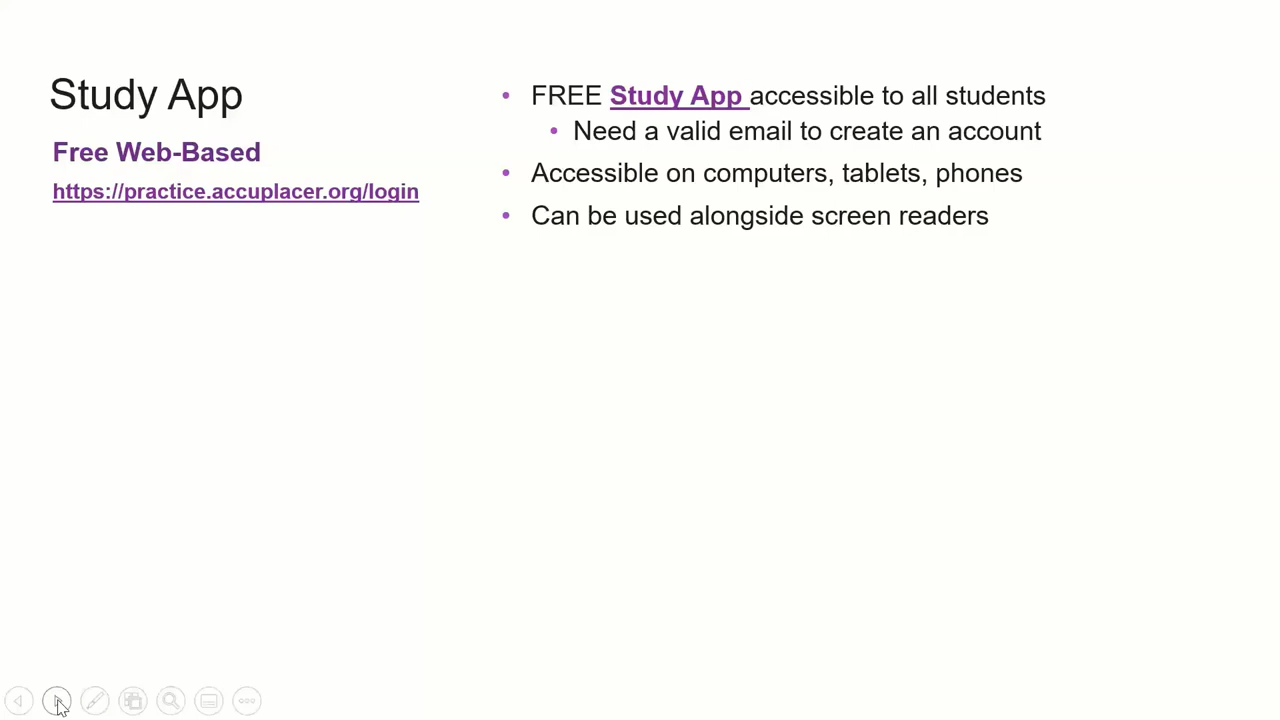 Study App
Free Web-Based
https://practice.accuplacer.org/login
• FREE Study App accessible to all students
• Need a valid email to create an account
• Accessible on computers, tablets, phones
• Can be used alongside screen readers